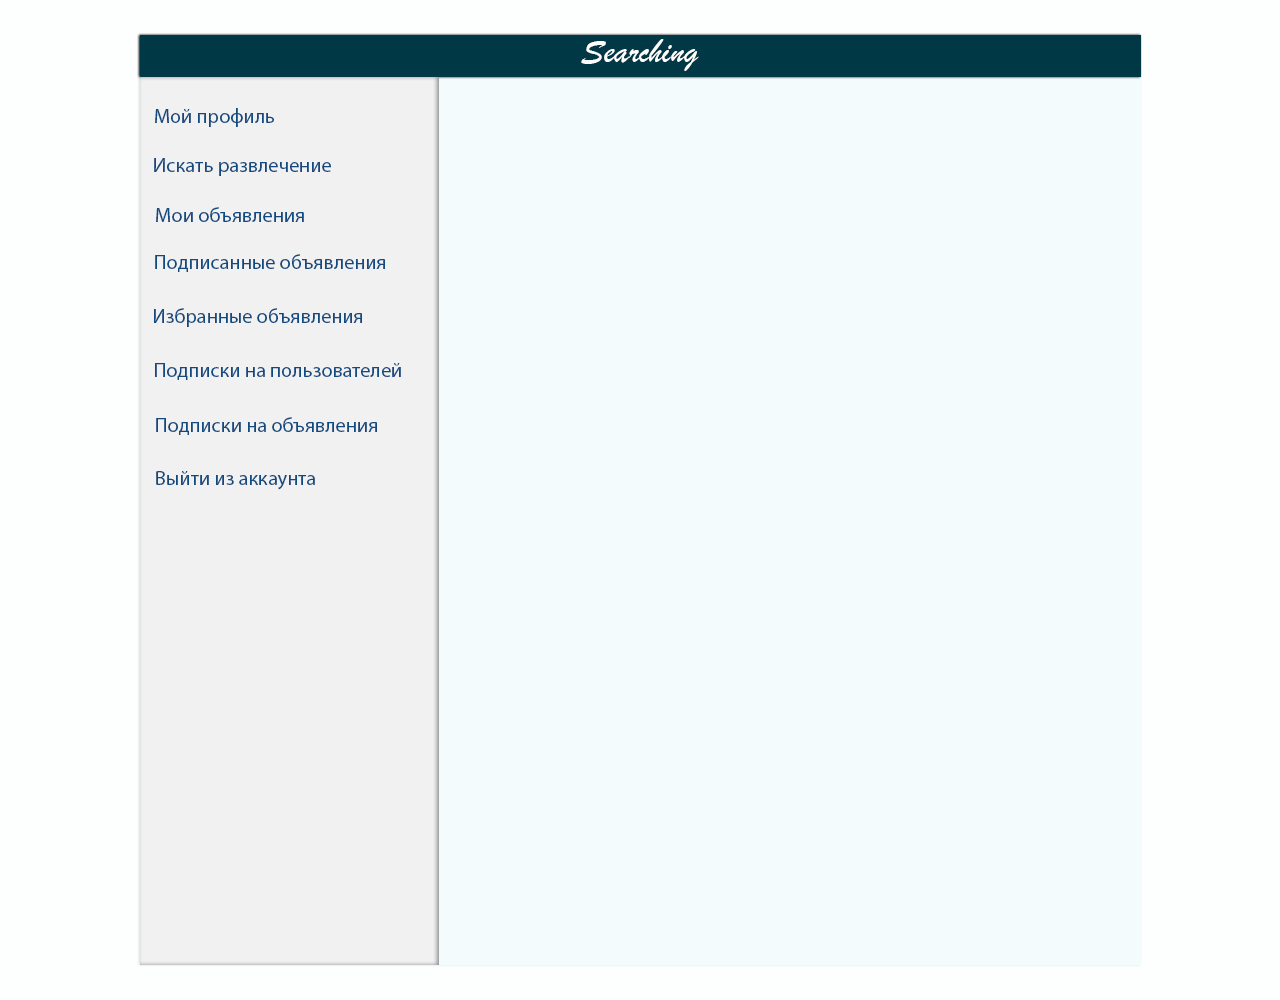 Searching
Мой профиль
Искать развлечение
Мои объявления
Подписанные объявления
Избранные объявления
Подписки на пользователей
Подписки на объявления
Выйти из аккаунта